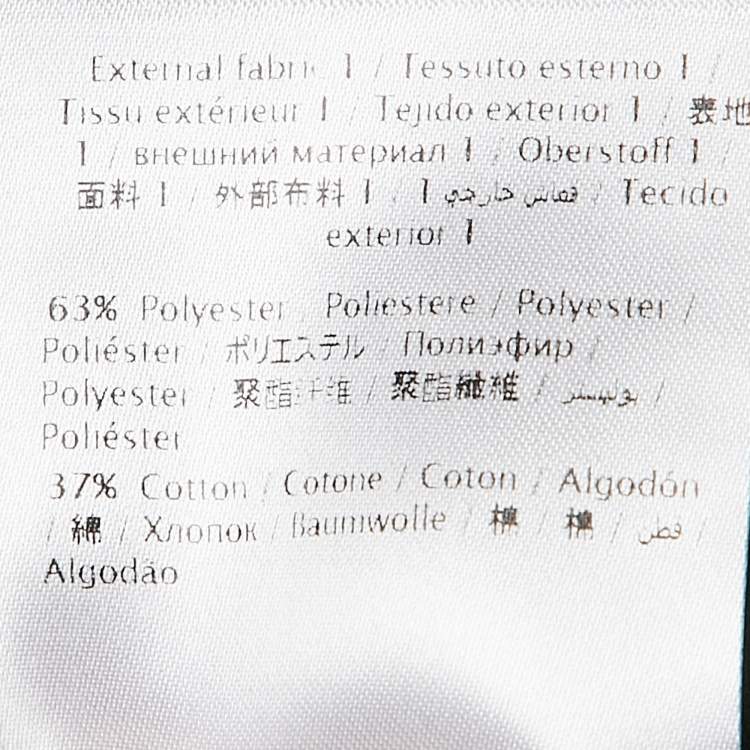 External fabric 1 / Tessuto esterno 1 /
Tissu extérieur 1 / Tejido exterior 1 / 表地
1 / внешний материал 1 / Oberstoff 1 /
面料 1 / 外部布料 1 / 1 قماش خارجي / Tecido
exterior 1
63% Polyester / Poliestere / Polyester /
Poliéster / ポリエステル / Полиэфир /
Polyester / 聚酯纤维 / 聚酯纖維 / بوليستر /
Poliéster
37% Cotton / Cotone / Coton / Algodón
/ 綿 / Хлопок / Baumwolle / 棉 / 棉 / قطن /
Algodão